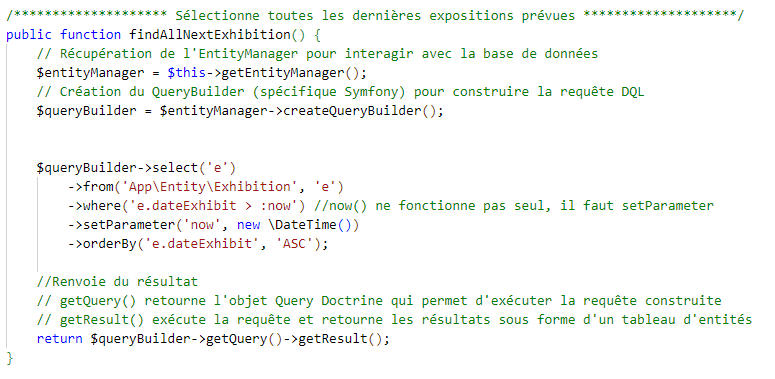 /******************** Sélectionne toutes les dernières expositions prévues ********************/
public function findAllNextExhibition() {
// Récupération de l'EntityManager pour interagir avec la base de données
$entityManager = $this->getEntityManager();
// Création du QueryBuilder (spécifique Symfony) pour construire la requête DQL
$queryBuilder = $entityManager->createQueryBuilder();
$queryBuilder->select('e')
->from('App\Entity\Exhibition', 'e')
->where('e.dateExhibit > :now') //now() ne fonctionne pas seul, il faut setParameter
->setParameter('now', new \DateTime())
->orderBy('e.dateExhibit', 'ASC');
//Renvoie du résultat
// getQuery() retourne l'objet Query Doctrine qui permet d'exécuter la requête construite
// getResult() exécute la requête et retourne les résultats sous forme d'un tableau d'entités
return $queryBuilder->getQuery()->getResult();
}